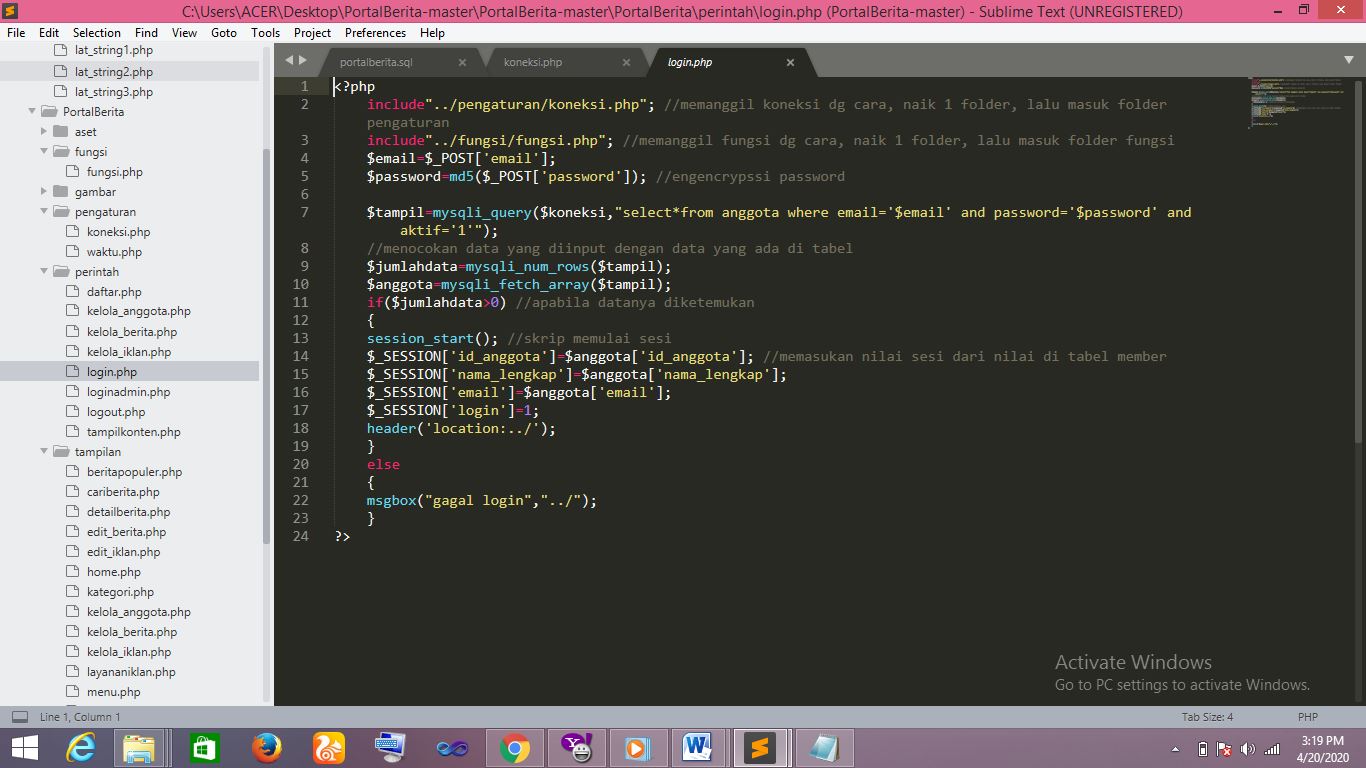 C:\Users\ACER\Desktop\PortalBerita-master\PortalBerita-master\PortalBerita\perintah\login.php (PortalBerita-master) - Sublime Text (UNREGISTERED)
File Edit Selection Find View Goto Tools Project Preferences Help
lat_string1.php
lat_string2.php
lat_string3.php
PortalBerita
aset
fungsi
fungsi.php
gambar
pengaturan
koneksi.php
waktu.php
perintah
daftar.php
kelola_anggota.php
kelola_berita.php
kelola_iklan.php
login.php
loginadmin.php
logout.php
tampilkonten.php
tampilan
beritapopuler.php
cariberita.php
detailberita.php
edit_berita.php
edit_iklan.php
home.php
kategori.php
kelola_anggota.php
kelola_berita.php
kelola_iklan.php
layananiklan.php
menu.php
portalberita.sql koneksi.php login.php
1 <?php
2 include"../pengaturan/koneksi.php"; //memanggil koneksi dg cara, naik 1 folder, lalu masuk folder
pengaturan
3 include"../fungsi/fungsi.php"; //memanggil fungsi dg cara, naik 1 folder, lalu masuk folder fungsi
4 $email=$_POST['email'];
5 $password=md5($_POST['password']); //engencrypssi password
6
7 $tampil=mysqli_query($koneksi,"select*from anggota where email='$email' and password='$password' and
aktif='1'");
8 //menocokan data yang diinput dengan data yang ada di tabel
9 $jumlahdata=mysqli_num_rows($tampil);
10 $anggota=mysqli_fetch_array($tampil);
11 if($jumlahdata>0) //apabila datanya diketemukan
12 {
13 session_start(); //skrip memulai sesi
14 $_SESSION['id_anggota']=$anggota['id_anggota']; //memasukan nilai sesi dari nilai di tabel member
15 $_SESSION['nama_lengkap']=$anggota['nama_lengkap'];
16 $_SESSION['email']=$anggota['email'];
17 $_SESSION['login']=1;
18 header('location:../');
19 }
20 else
21 {
22 msgbox("gagal login","../");
23 }
24 ?>
Activate Windows
Go to PC settings to activate Windows.
Line 1, Column 1 Tab Size: 4 PHP
3:19 PM
4/20/2020